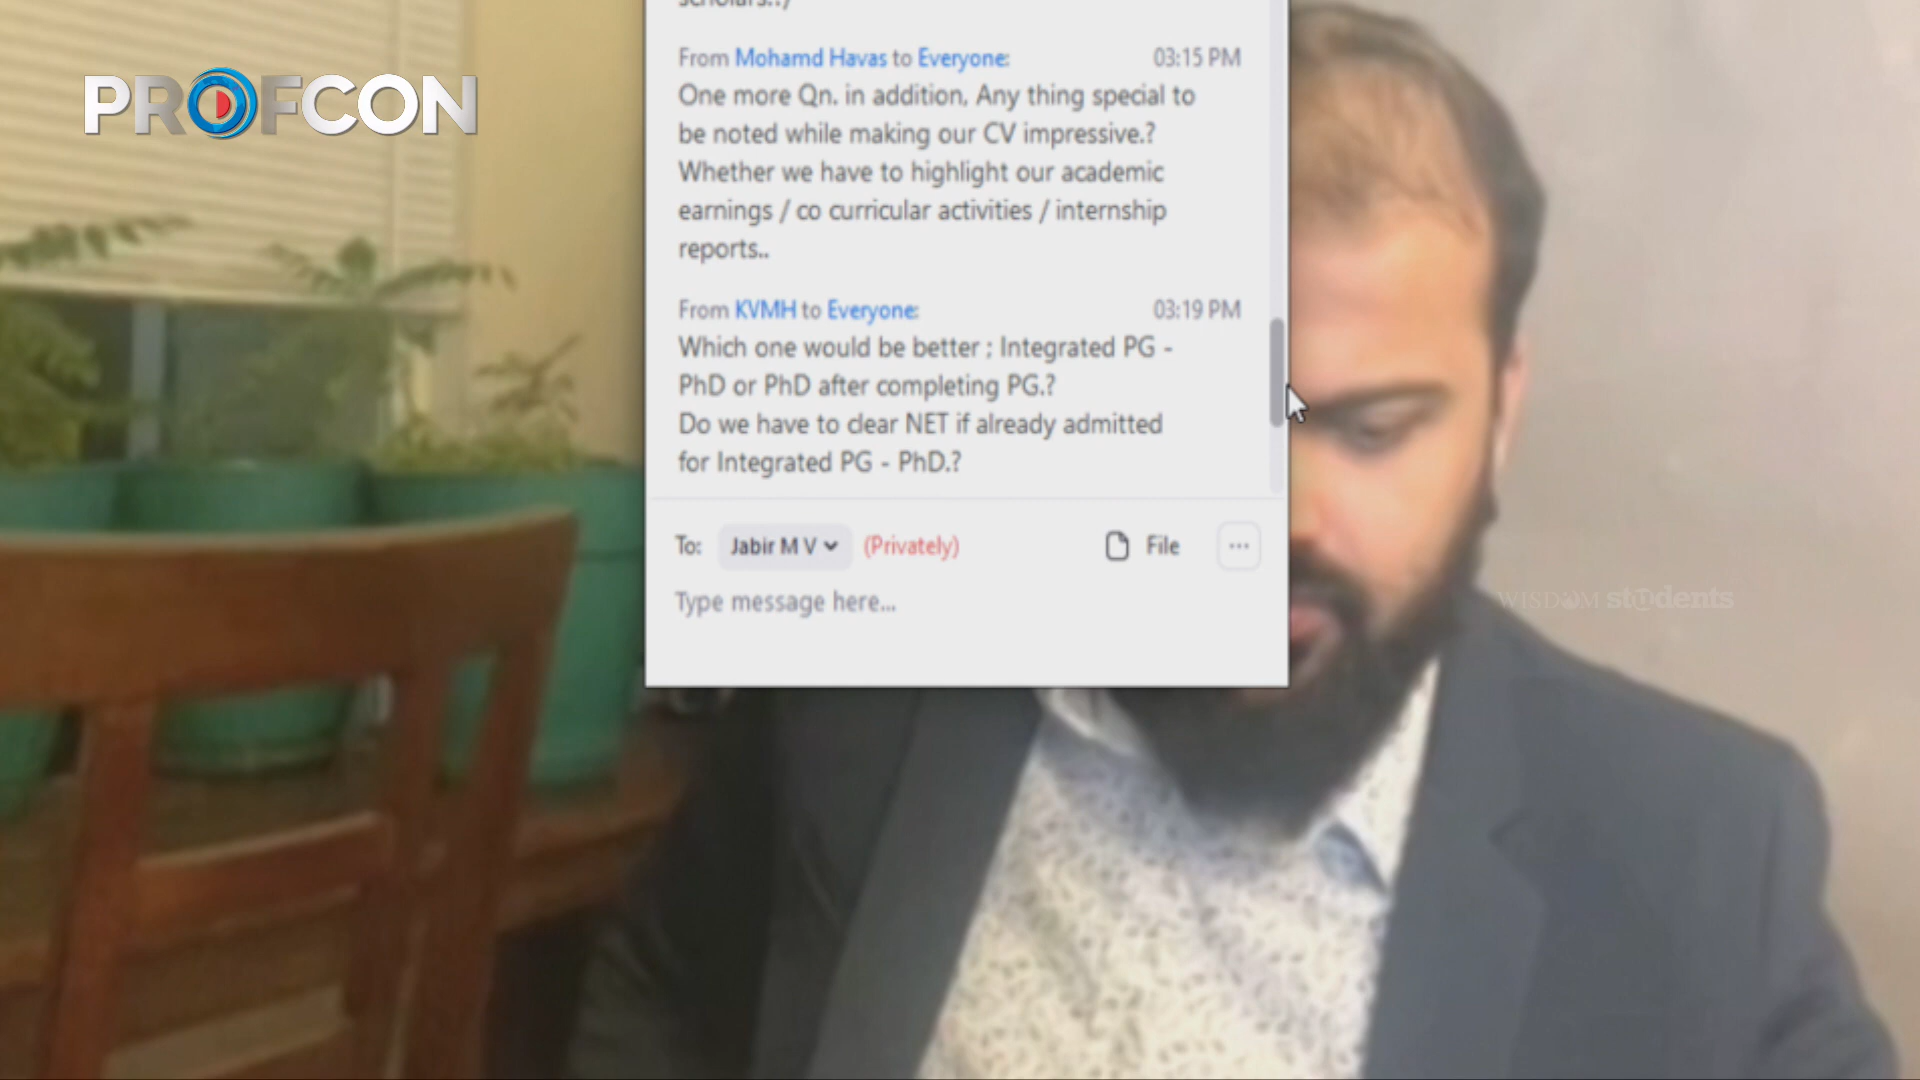 PROFCON
From Mohamd Havas to Everyone: 03:15 PM
One more Qn. in addition, Any thing special to
be noted while making our CV impressive.?
Whether we have to highlight our academic
earnings / co curricular activities / internship
reports..
From KVMH to Everyone: 03:19 PM
Which one would be better ; Integrated PG -
PhD or PhD after completing PG.?
Do we have to clear NET if already admitted
for Integrated PG - PhD.?
To: Jabir M V (Privately) File
Type message here...
WISDOM students